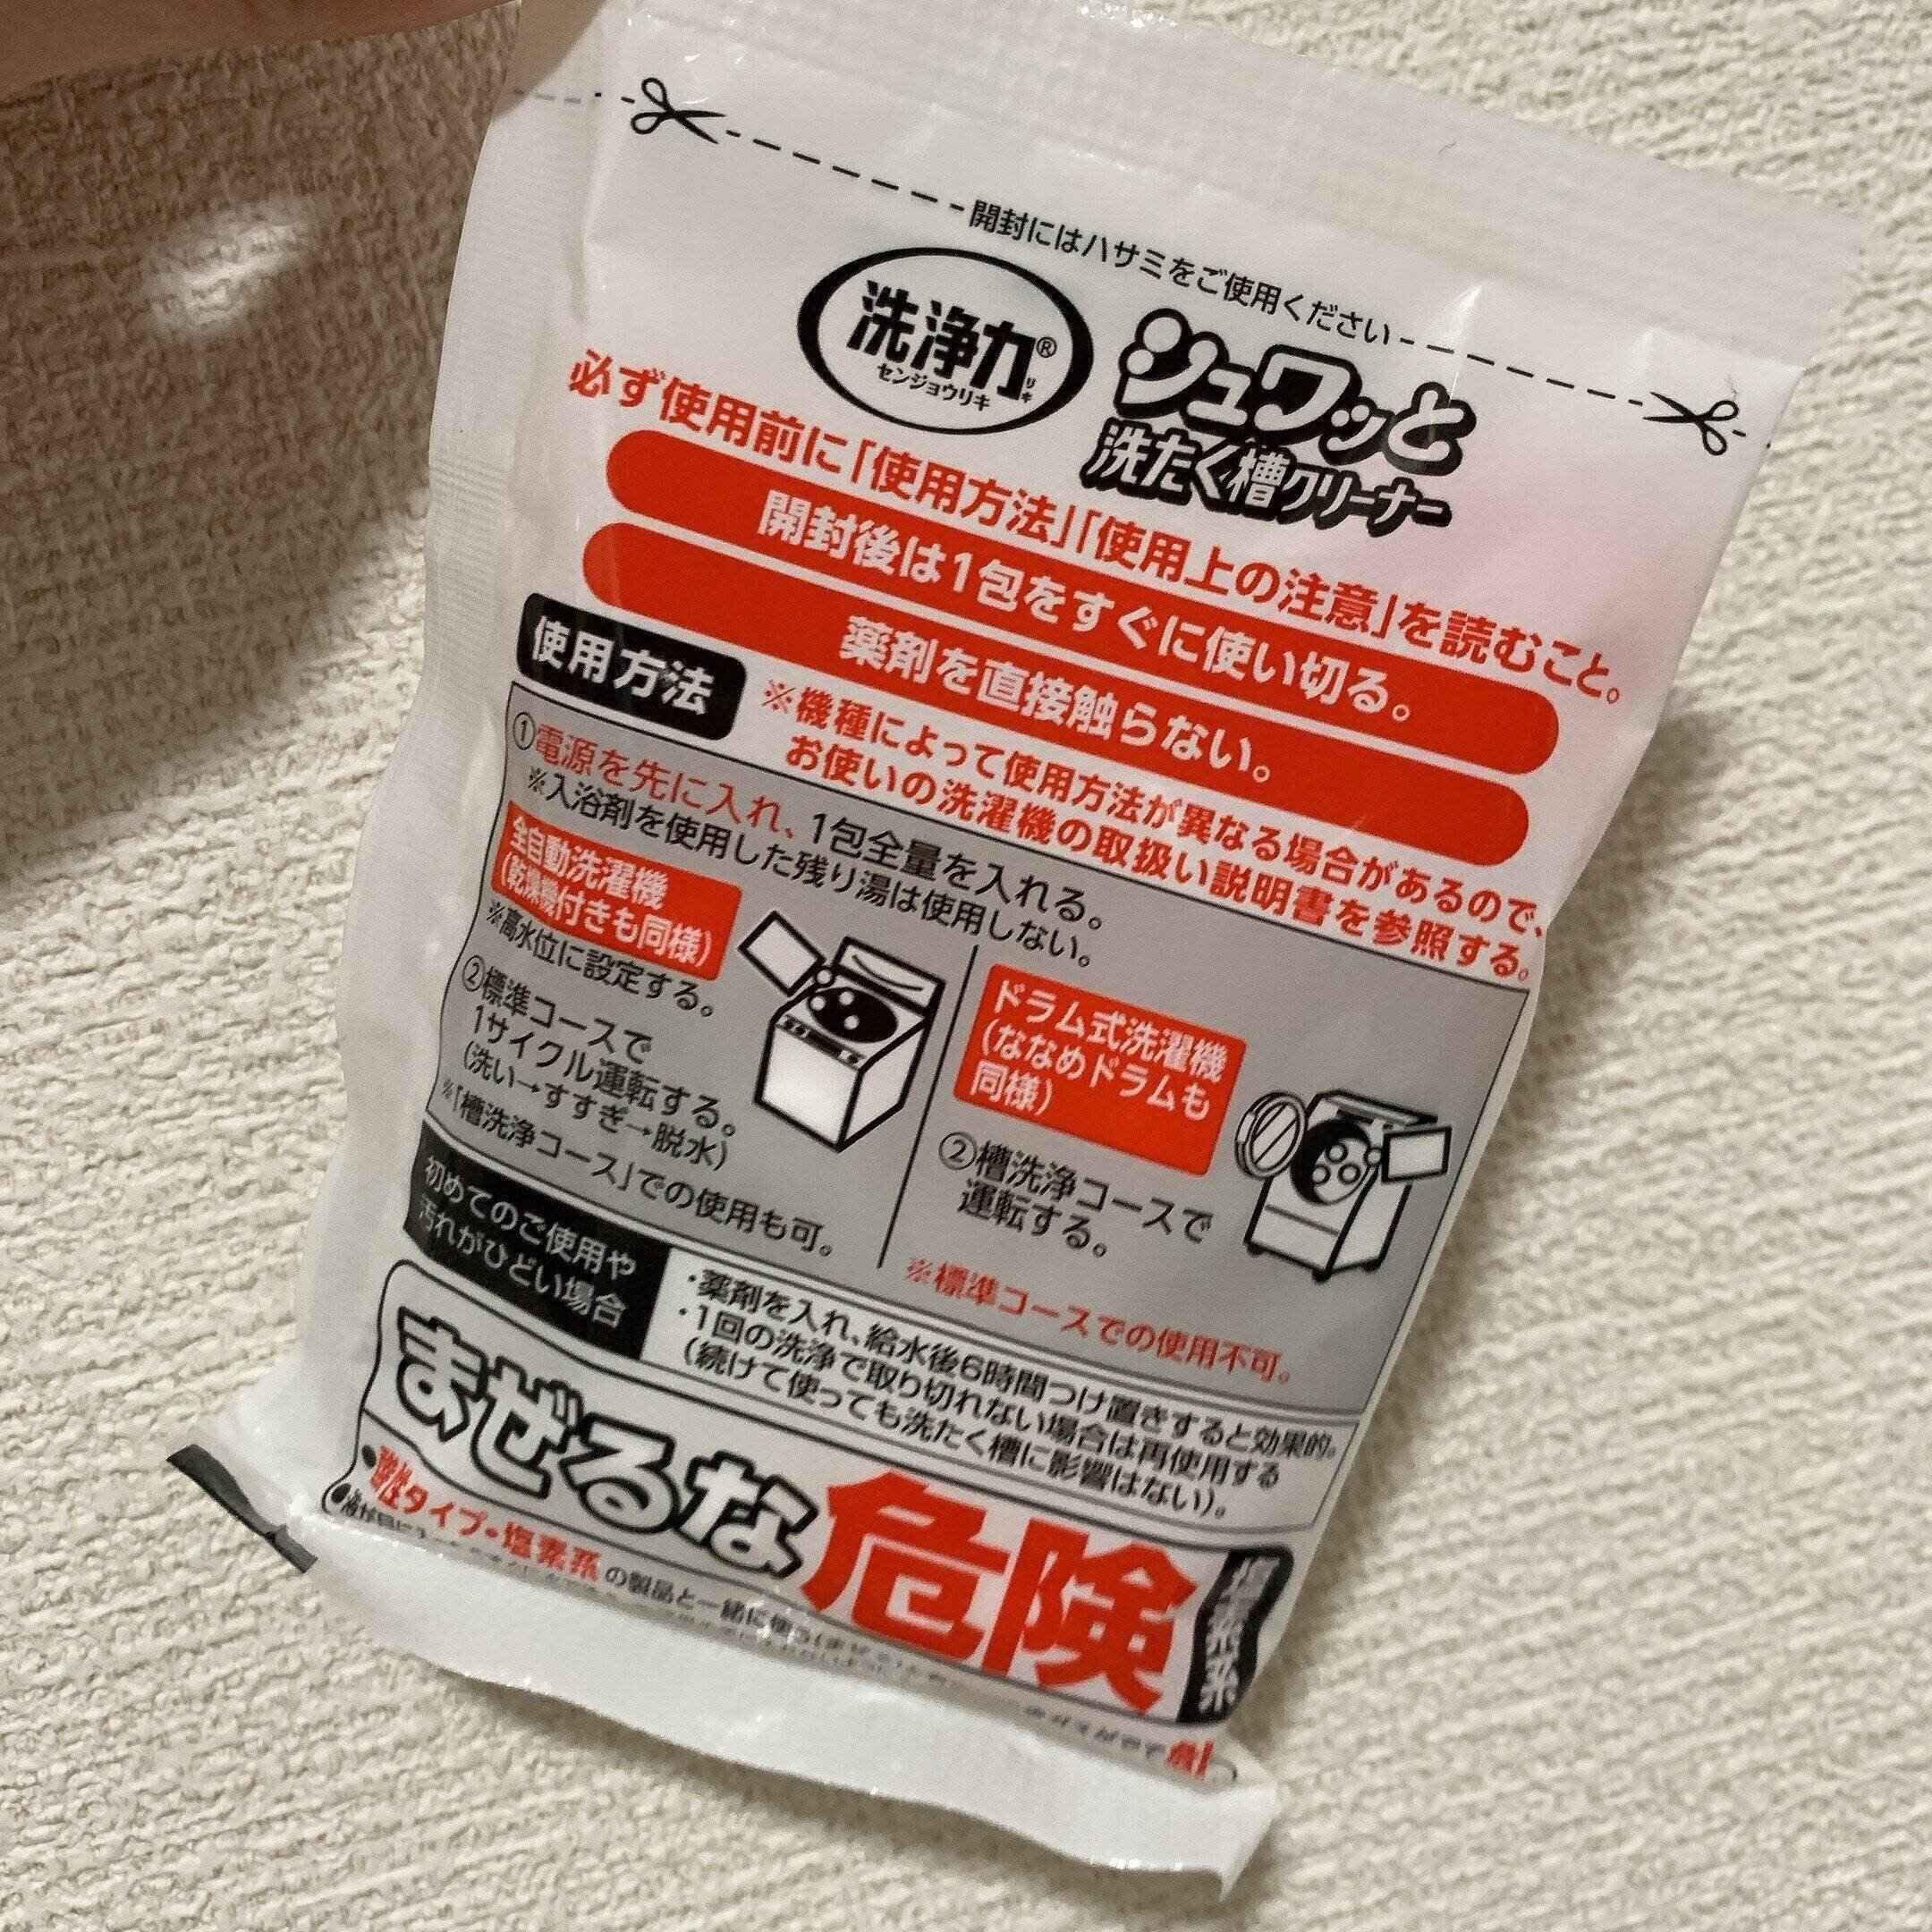 開封にはハサミをご使用ください
洗浄力®
リキ
センジョウリキ
シュワッと
洗たく槽クリーナー
必ず使用前に「使用方法」「使用上の注意」を読むこと。
開封後は1包をすぐに使い切る。
薬剤を直接触らない。
使用方法
※機種によって使用方法が異なる場合があるので、
お使いの洗濯機の取扱い説明書を参照する。
①電源を先に入れ、1包全量を入れる。
※入浴剤を使用した残り湯は使用しない。
全自動洗濯機
(乾燥機付きも同様)
※高水位に設定する。
②標準コースで
1サイクル運転する。
(洗い→すすぎ→脱水)
※「槽洗浄コース」での使用も可。
ドラム式洗濯機
(ななめドラムも
同様)
②槽洗浄コースで
運転する。
※標準コースでの使用不可。
初めてのご使用や
汚れがひどい場合
・薬剤を入れ、給水後6時間つけ置きすると効果的。
・1回の洗浄で取り切れない場合は再使用する
(続けて使っても洗たく槽に影響はない)。
まぜるな危険
塩素系
酸性タイプ・塩素系の製品と一緒に使う